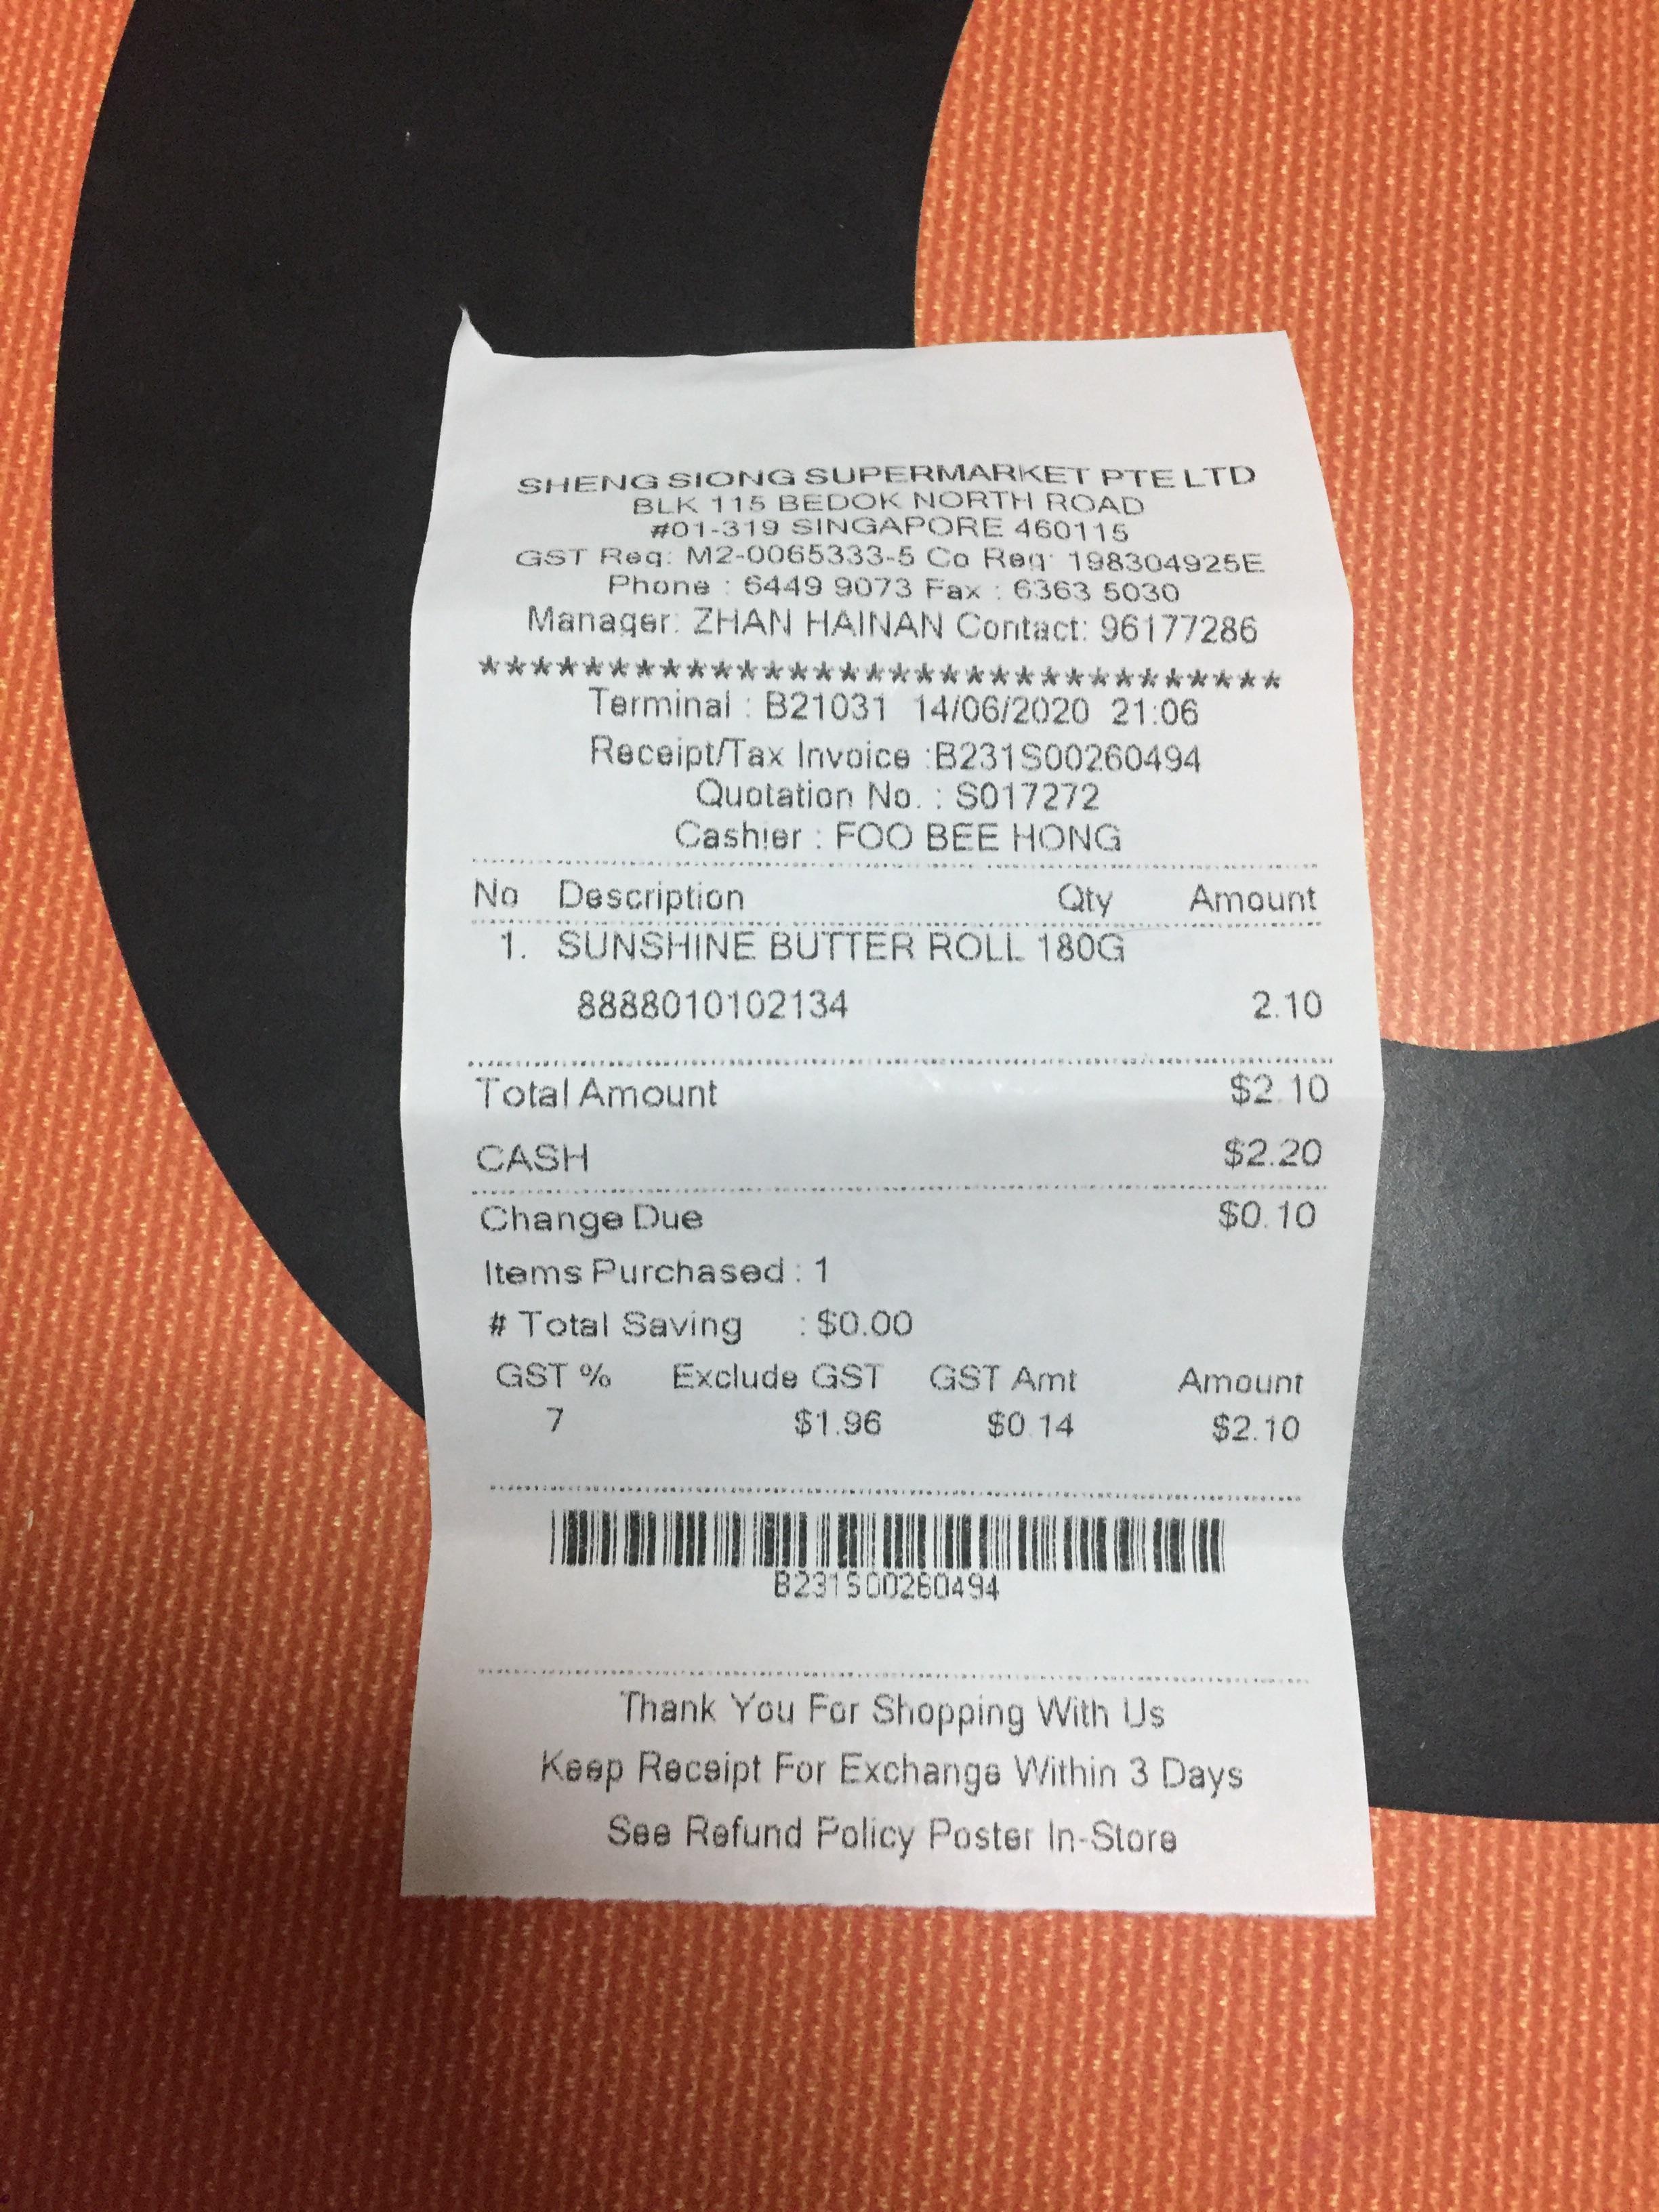 SHENG SIONG SUPERMARKET PTE LTD
BLK 115 BEDOK NORTH ROAD
#01-319 SINGAPORE 460115
GST Reg: M2-0065333-5 Co Reg: 198304925E
Phone : 6449 9073 Fax : 6363 5030
Manager: ZHAN HAINAN Contact: 96177286
********************************
Terminal : B21031 14/06/2020 21:06
Receipt/Tax Invoice :B231S00260494
Quotation No. : S017272
Cashier : FOO BEE HONG
No Description Qty Amount
1. SUNSHINE BUTTER ROLL 180G
8888010102134 2.10
Total Amount $2.10
CASH $2.20
Change Due $0.10
Items Purchased : 1
# Total Saving : $0.00
GST % Exclude GST GST Amt Amount
7 $1.96 $0.14 $2.10
B231S00260494
Thank You For Shopping With Us
Keep Receipt For Exchange Within 3 Days
See Refund Policy Poster In-Store